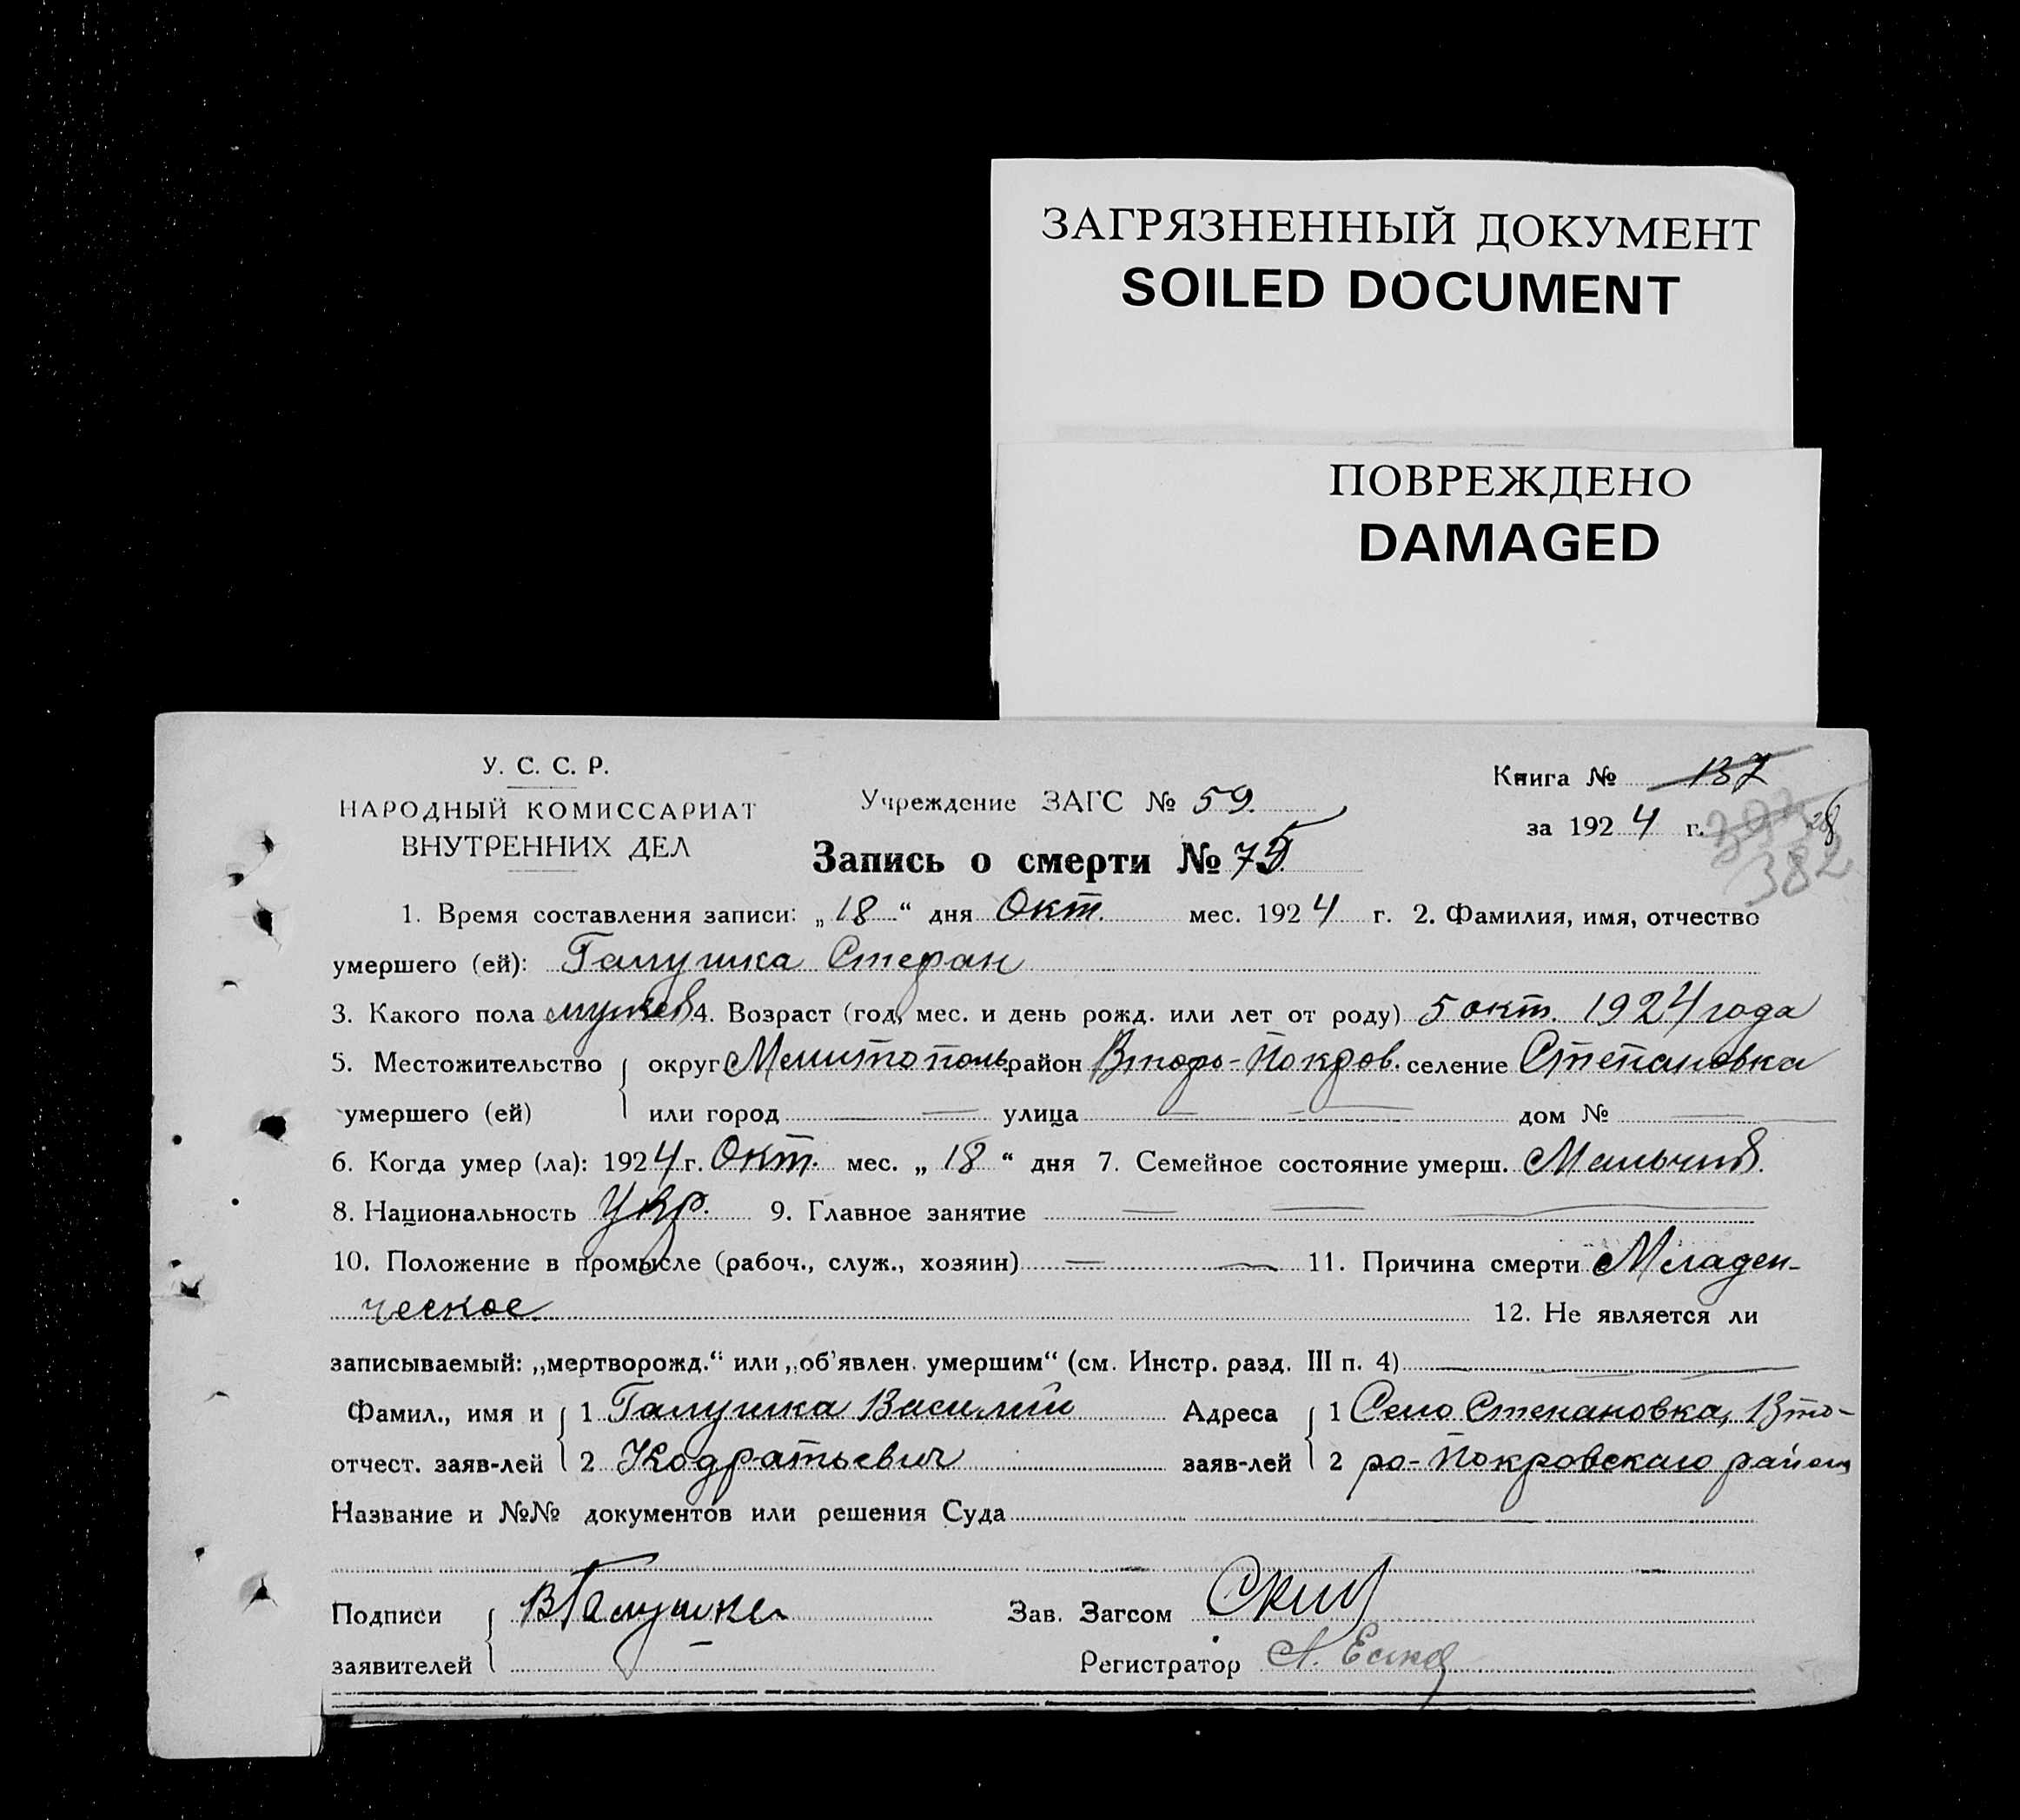 ЗАГРЯЗНЕННЫЙ ДОКУМЕНТ
SOILED DOCUMENT
ПОВРЕЖДЕНО
DAMAGED
У. С. С. Р.
НАРОДНЫЙ КОМИССАРИАТ
ВНУТРЕННИХ ДЕЛ
Учреждение ЗАГС № 59.
Книга № 137
за 1924 г.
382
Запись о смерти № 75
1. Время составления записи: „18“ дня Окт. мес. 1924 г. 2. Фамилия, имя, отчество
умершего (ей): Галушка Стефан
3. Какого пола 4. Возраст (год, мес. и день рожд. или лет от роду) 5 окт. 1924 года
5. Местожительство округ Мелитополь район Второ-Покров. селение Степановка
умершего (ей) или город — улица — дом № —
6. Когда умер (ла): 1924 г. Окт. мес. „18“ дня 7. Семейное состояние умерш.
8. Национальность Укр. 9. Главное занятие —
10. Положение в промысле (рабоч., служ., хозяин) — 11. Причина смерти Младен-
ческое. 12. Не является ли
записываемый: „мертворожд.“ или „об'явлен. умершим“ (см. Инстр. разд. III п. 4) —
Фамил., имя и 1 Галушка Василий Адреса 1 Село Степановка, Вто-
отчест. заяв-лей 2 Кодратьевич заяв-лей 2 ро-Покровскаго района
Название и №№ документов или решения Суда
Подписи ВГалушка Зав. Загсом
заявителей Регистратор